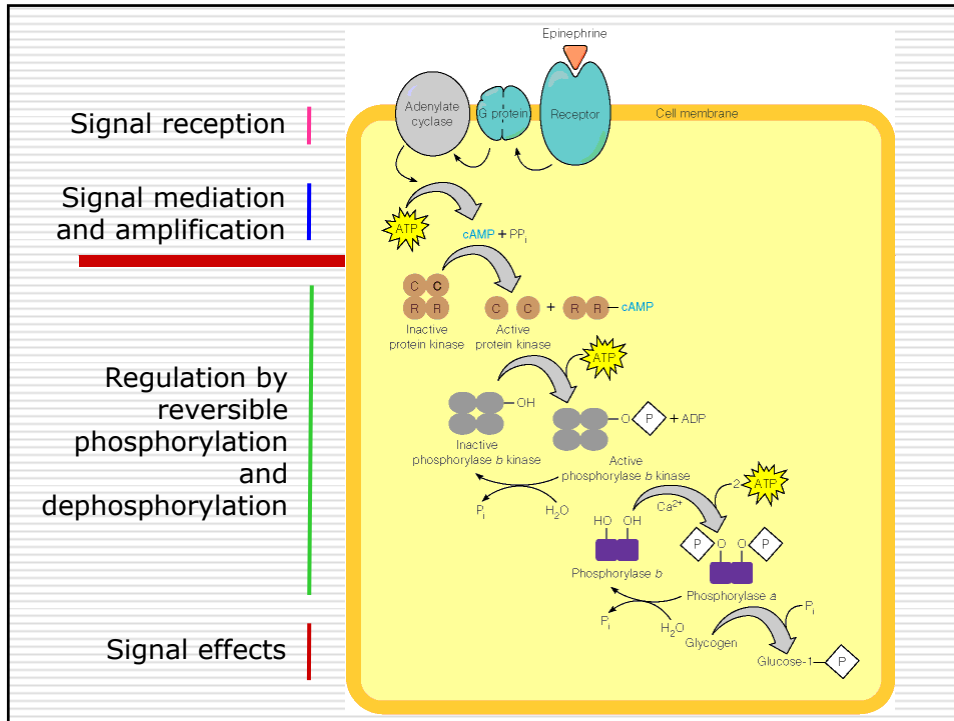 Epinephrine
Adenylate
cyclase
G protein
Receptor
Cell membrane
Signal reception
Signal mediation
and amplification
ATP
cAMP + PPi
C C
R R
C C + R R cAMP
Inactive
protein kinase
Active
protein kinase
ATP
OH
O P + ADP
Inactive
phosphorylase b kinase
Active
phosphorylase b kinase
Pi
H2O
Regulation by
reversible
phosphorylation
and
dephosphorylation
2 ATP
Ca2+
HO OH
P O O P
Phosphorylase b
Phosphorylase a
Pi
H2O
Pi
Glycogen
Glucose-1 P
Signal effects